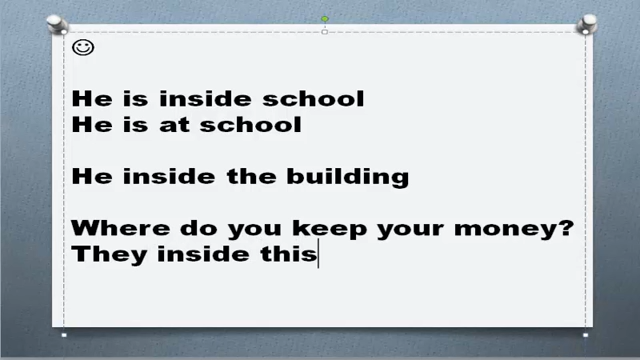 ☺
He is inside school
He is at school
He inside the building
Where do you keep your money?
They inside this